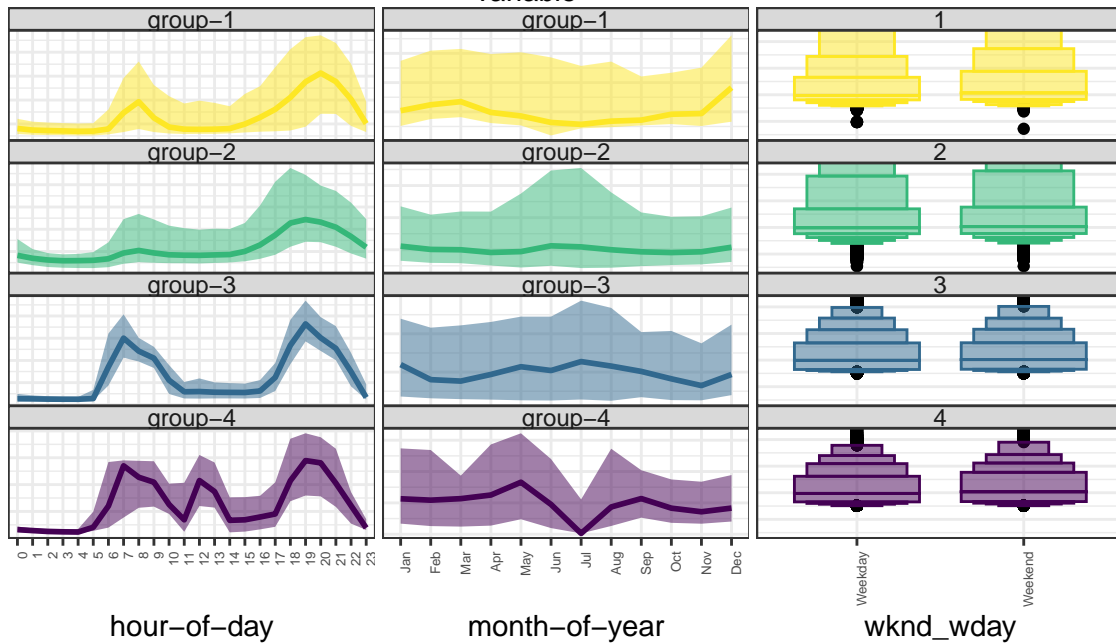 variable
group−1 group−1 1
group−2 group−2 2
group−3 group−3 3
group−4 group−4 4
0 1 2 3 4 5 6 7 8 9 10 11 12 13 14 15 16 17 18 19 20 21 22 23
Jan Feb Mar Apr May Jun Jul Aug Sep Oct Nov Dec
Weekday Weekend
hour−of−day month−of−year wknd_wday